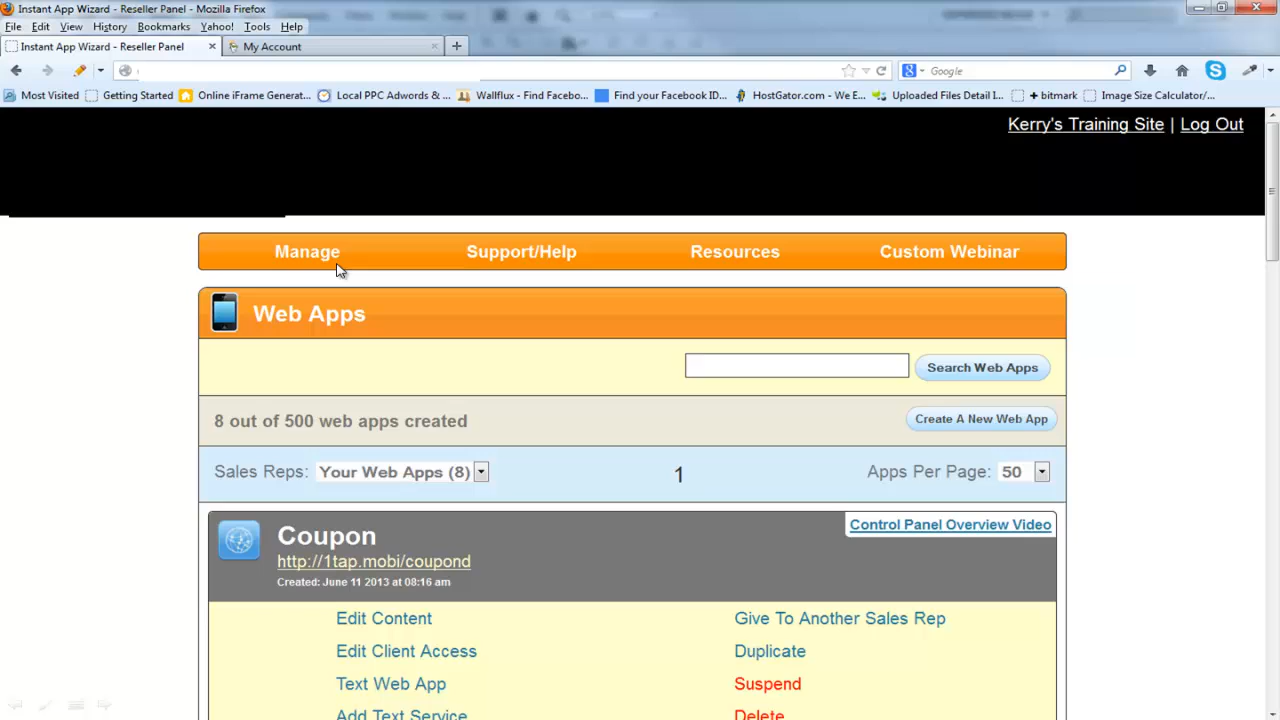 Instant App Wizard - Reseller Panel - Mozilla Firefox
File Edit View History Bookmarks Yahoo! Tools Help
Instant App Wizard - Reseller Panel × My Account × +
Google
Most Visited Getting Started Online iFrame Generat... Local PPC Adwords & ... Wallflux - Find Facebo... Find your Facebook ID... HostGator.com - We E... Uploaded Files Detail I... + bitmark Image Size Calculator/...
Kerry's Training Site | Log Out
Manage Support/Help Resources Custom Webinar
Web Apps
Search Web Apps
8 out of 500 web apps created Create A New Web App
Sales Reps: Your Web Apps (8) 1 Apps Per Page: 50
Control Panel Overview Video
Coupon
http://1tap.mobi/coupond
Created: June 11 2013 at 08:16 am
Edit Content Give To Another Sales Rep
Edit Client Access Duplicate
Text Web App Suspend
Add Text Service Delete